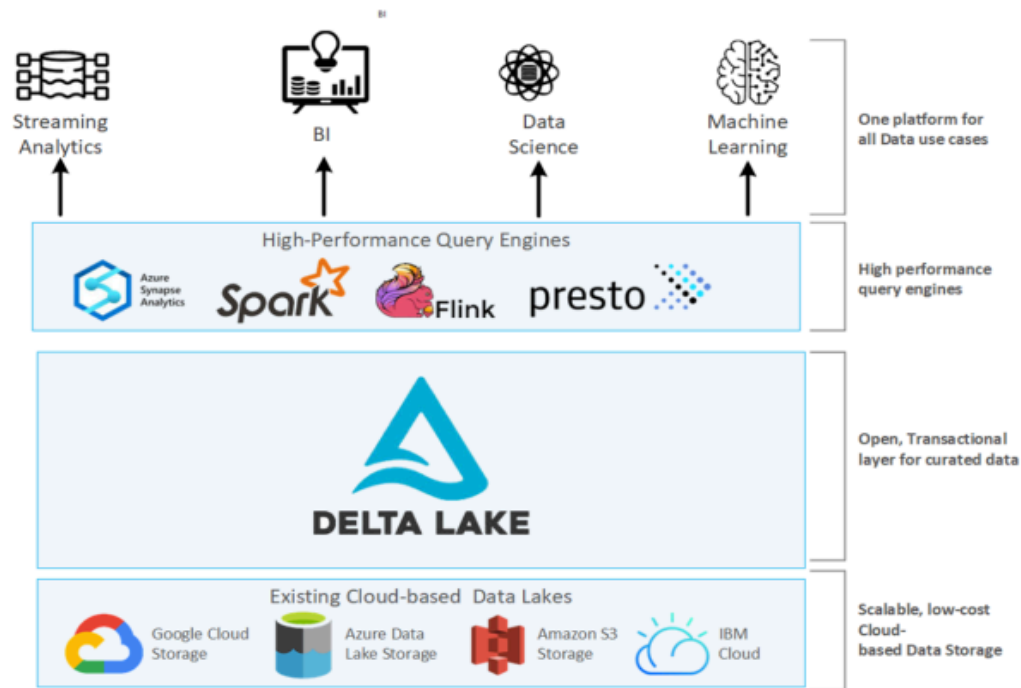 BI
Streaming
Analytics
BI
Data
Science
Machine
Learning
One platform for
all Data use cases
High-Performance Query Engines
Azure
Synapse
Analytics
Spark
Flink
presto
High performance
query engines
DELTA LAKE
Open, Transactional
layer for curated data
Existing Cloud-based Data Lakes
Google Cloud
Storage
Azure Data
Lake Storage
Amazon S3
Storage
IBM
Cloud
Scalable, low-cost
Cloud-
based Data Storage